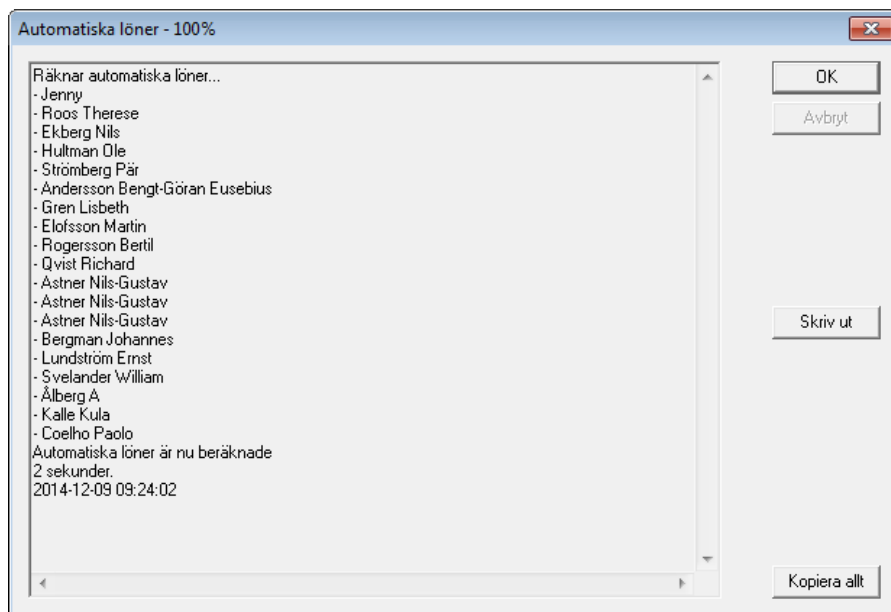 Automatiska löner - 100%
Räknar automatiska löner...
- Jenny
- Roos Therese
- Ekberg Nils
- Hultman Ole
- Strömberg Pär
- Andersson Bengt-Göran Eusebius
- Gren Lisbeth
- Elofsson Martin
- Rogersson Bertil
- Qvist Richard
- Astner Nils-Gustav
- Astner Nils-Gustav
- Astner Nils-Gustav
- Bergman Johannes
- Lundström Ernst
- Svelander William
- Ålberg A
- Kalle Kula
- Coelho Paolo
Automatiska löner är nu beräknade
2 sekunder.
2014-12-09 09:24:02
OK
Avbryt
Skriv ut
Kopiera allt